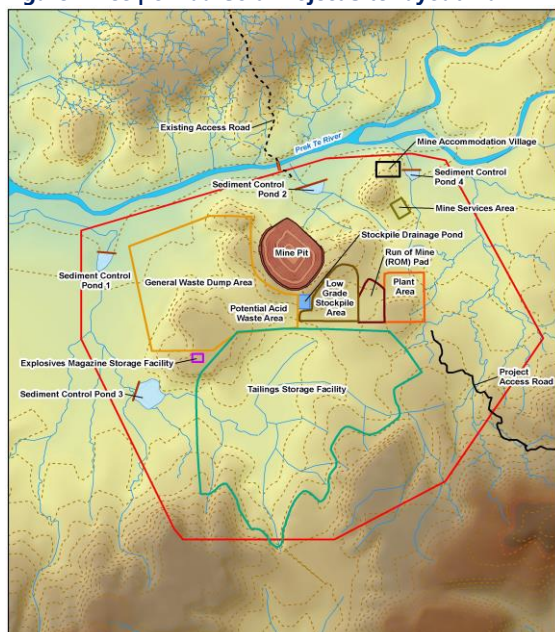 Existing Access Road
Prek Te River
Mine Accommodation Village
Sediment Control
Pond 2
Sediment Control
Pond 4
Mine Services Area
Stockpile Drainage Pond
Mine Pit
Run of Mine
(ROM) Pad
Sediment Control
Pond 1
General Waste Dump Area
Low
Grade
Stockpile
Area
Plant
Area
Potential Acid
Waste Area
Explosives Magazine Storage Facility
Project
Access Road
Sediment Control Pond 3
Tailings Storage Facility